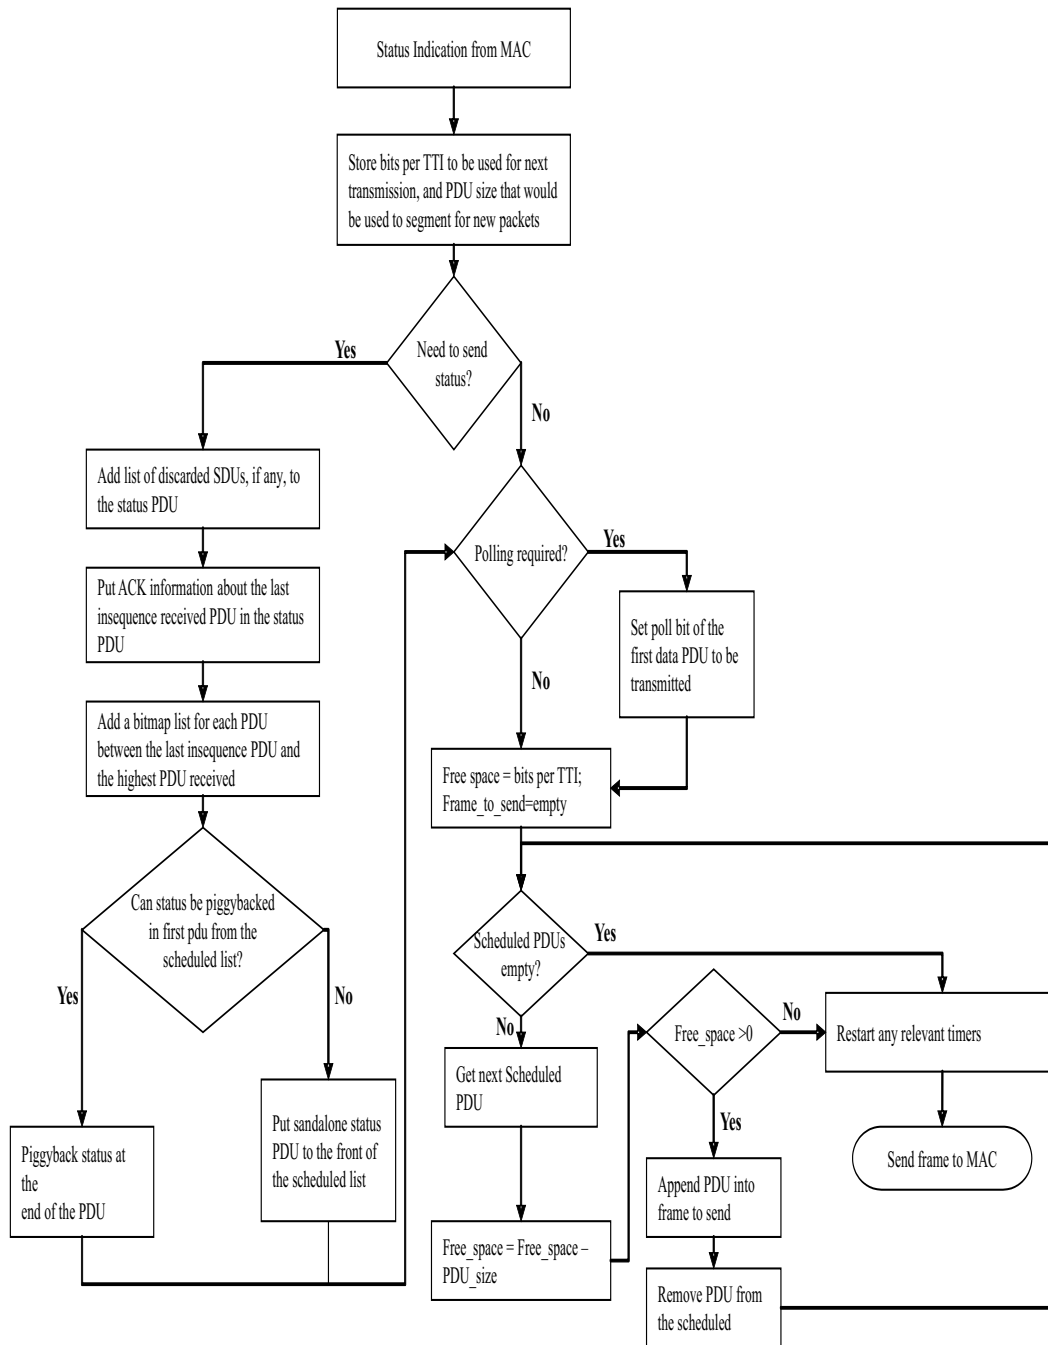 Status Indication from MAC
Store bits per TTI to be used for next
transmission, and PDU size that would
be used to segment for new packets
Need to send
status?
Yes
No
Add list of discarded SDUs, if any, to
the status PDU
Put ACK information about the last
insequence received PDU in the status
PDU
Add a bitmap list for each PDU
between the last insequence PDU and
the highest PDU received
Can status be piggybacked
in first pdu from the
scheduled list?
Yes
No
Piggyback status at
the
end of the PDU
Put sandalone status
PDU to the front of
the scheduled list
Polling required?
Yes
No
Set poll bit of the
first data PDU to be
transmitted
Free space = bits per TTI;
Frame_to_send=empty
Scheduled PDUs
empty?
Yes
No
Get next Scheduled
PDU
Free_space = Free_space –
PDU_size
Free_space >0
No
Yes
Append PDU into
frame to send
Remove PDU from
the scheduled
Restart any relevant timers
Send frame to MAC